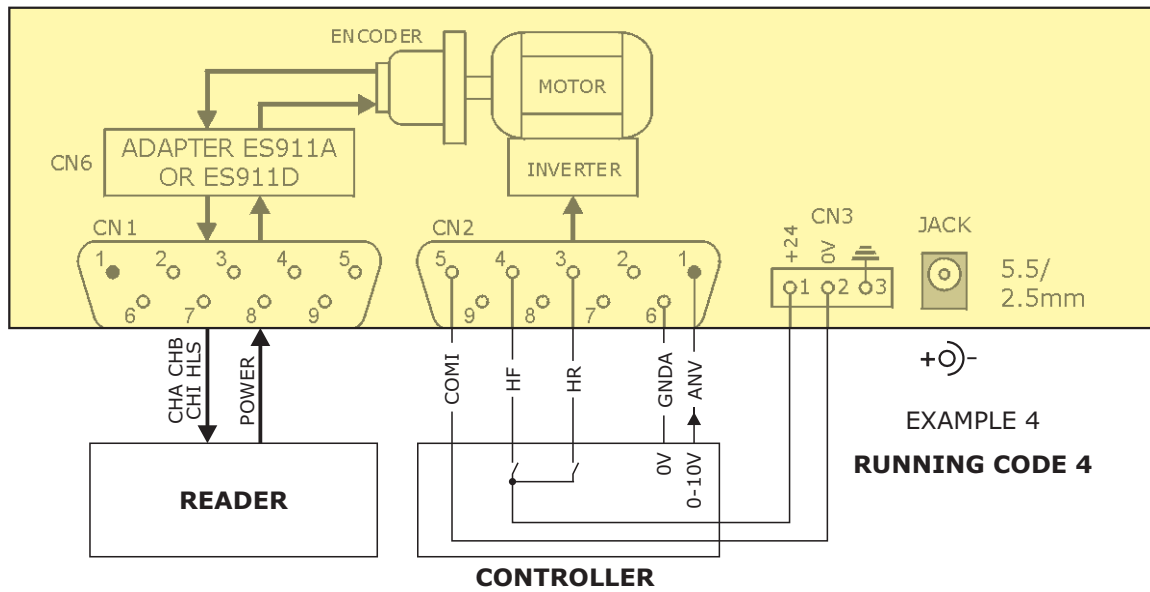 ENCODER
MOTOR
INVERTER
CN6
ADAPTER ES911A
OR ES911D
CN1
1 2 3 4 5
6 7 8 9
CN2
5 4 3 2 1
9 8 7 6
CN3
+24
0V
1 2 3
JACK
5.5/
2.5mm
+ -
CHA CHB
CHI HLS
POWER
COMI
HF
HR
GNDA
ANV
0V
0-10V
READER
CONTROLLER
EXAMPLE 4
RUNNING CODE 4